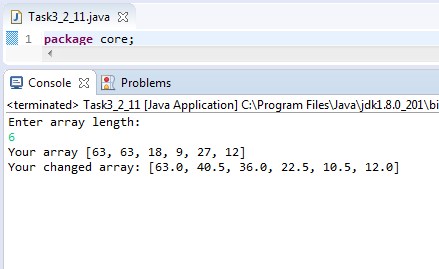 Task3_2_11.java
1 package core;
Console Problems
<terminated> Task3_2_11 [Java Application] C:\Program Files\Java\jdk1.8.0_201\bi
Enter array length:
6
Your array [63, 63, 18, 9, 27, 12]
Your changed array: [63.0, 40.5, 36.0, 22.5, 10.5, 12.0]